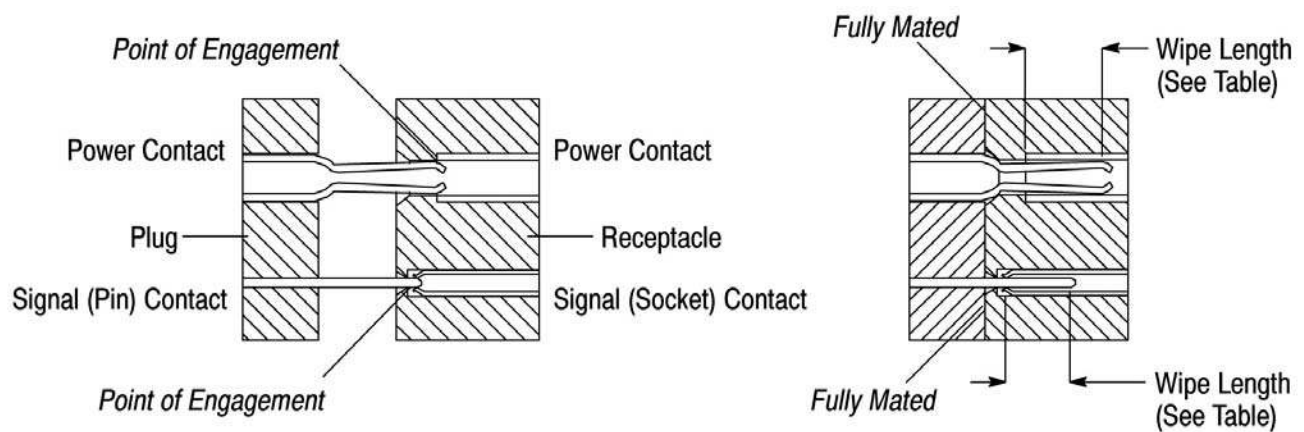 Point of Engagement
Power Contact
Power Contact
Plug
Receptacle
Signal (Pin) Contact
Signal (Socket) Contact
Point of Engagement
Fully Mated
Wipe Length
(See Table)
Fully Mated
Wipe Length
(See Table)